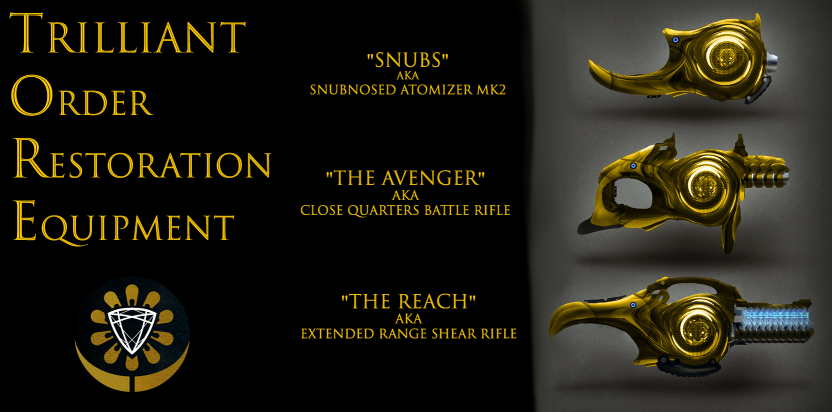 Trilliant
Order
Restoration
Equipment
"SNUBS"
AKA
SNUBNOSED ATOMIZER MK2
"THE AVENGER"
AKA
CLOSE QUARTERS BATTLE RIFLE
"THE REACH"
AKA
EXTENDED RANGE SHEAR RIFLE